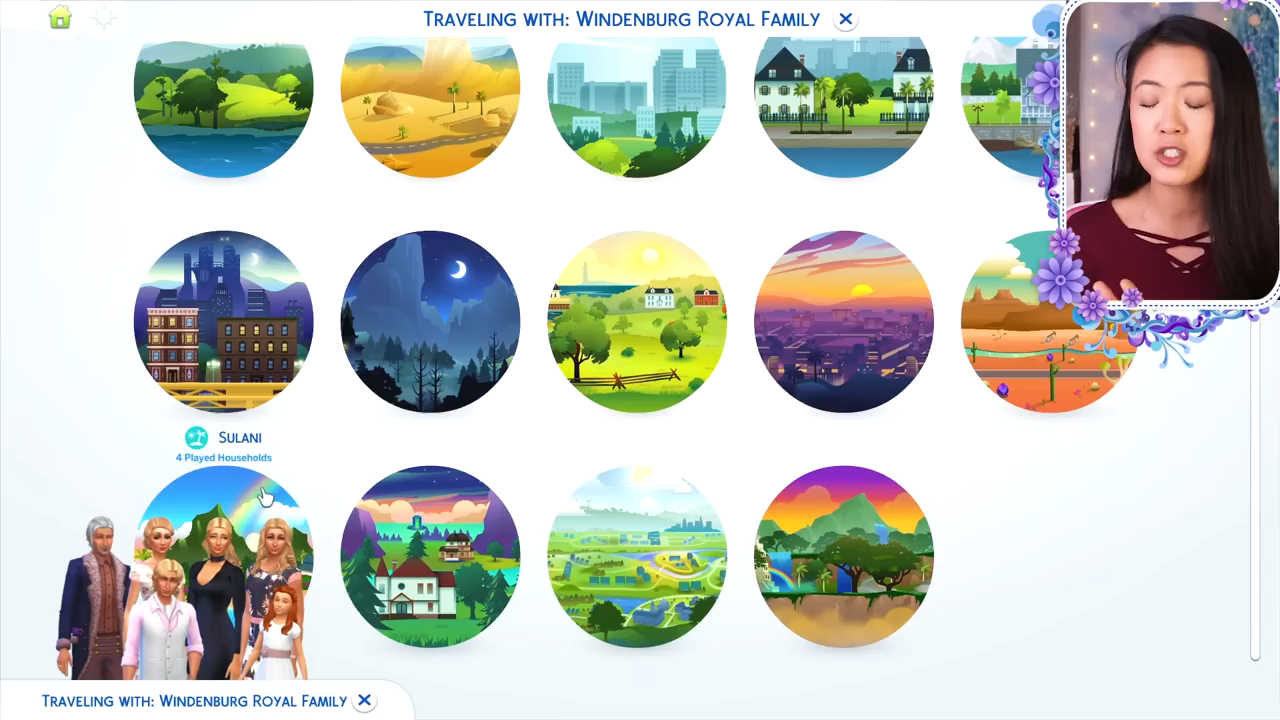 Traveling with: Windenburg Royal Family
Sulani
4 Played Households
Traveling with: Windenburg Royal Family